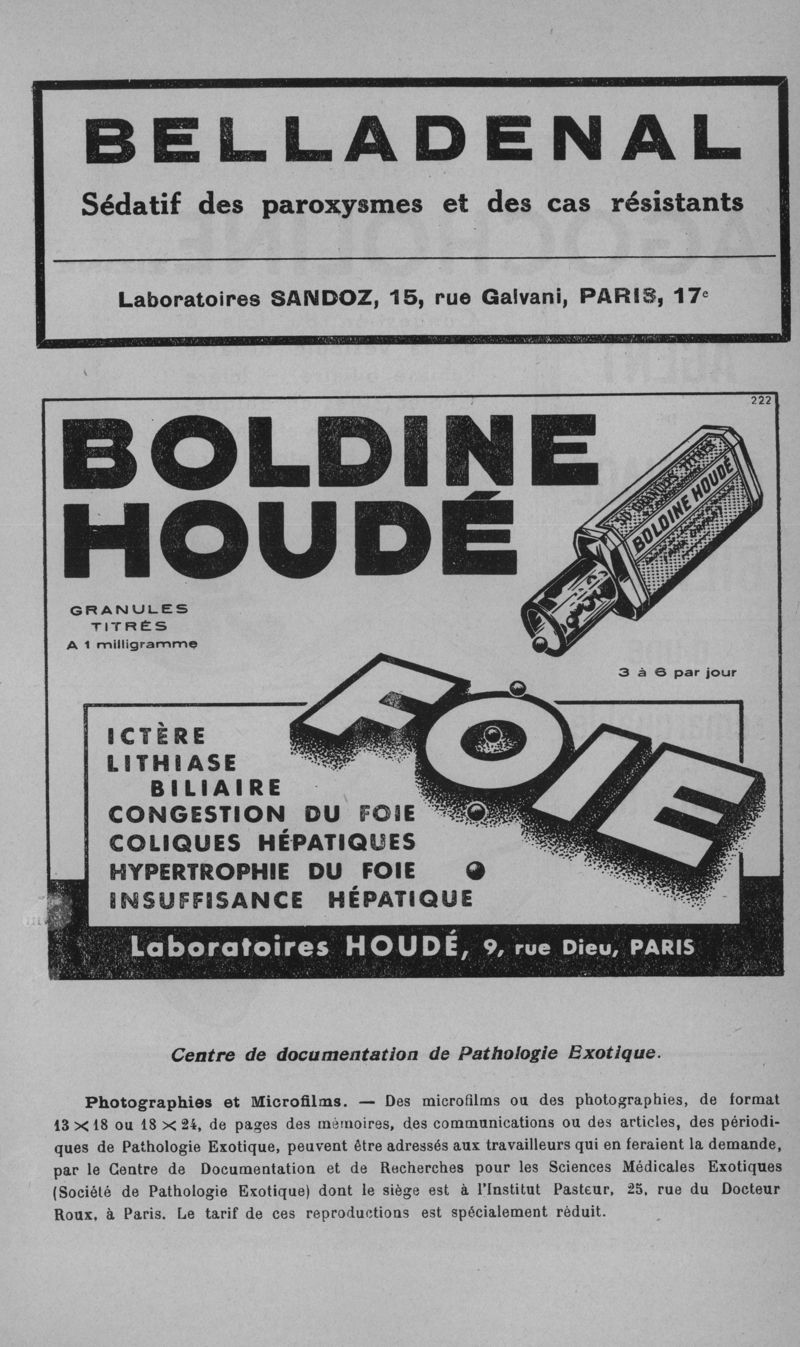 BELLADENAL
Sédatif des paroxysmes et des cas résistants
Laboratoires SANDOZ, 15, rue Galvani, PARIS, 17e
222
BOLDINE
HOUDÉ
BOLDINE HOUDÉ
GRANULES
TITRÉS
A 1 milligramme
3 à 6 par jour
FOIE
ICTÈRE
LITHIASE
BILIAIRE
CONGESTION DU FOIE
COLIQUES HÉPATIQUES
HYPERTROPHIE DU FOIE
INSUFFISANCE HÉPATIQUE
Laboratoires HOUDÉ, 9, rue Dieu, PARIS
Centre de documentation de Pathologie Exotique.
Photographies et Microfilms. — Des microfilms ou des photographies, de format
13 × 18 ou 18 × 24, de pages des mémoires, des communications ou des articles, des périodi-
ques de Pathologie Exotique, peuvent être adressés aux travailleurs qui en feraient la demande,
par le Centre de Documentation et de Recherches pour les Sciences Médicales Exotiques
(Société de Pathologie Exotique) dont le siège est à l'Institut Pasteur, 25, rue du Docteur
Roux, à Paris. Le tarif de ces reproductions est spécialement réduit.